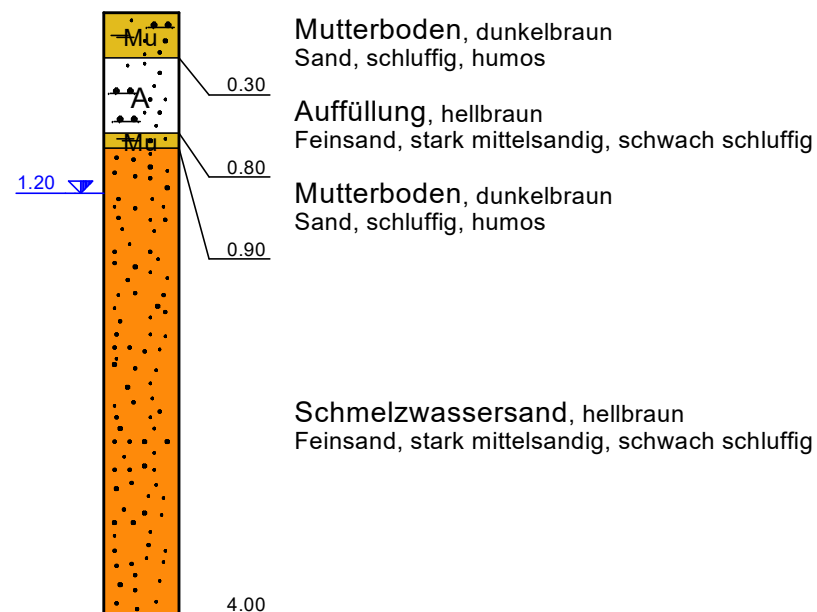 Mu
Mutterboden, dunkelbraun
Sand, schluffig, humos
0.30
A
Auffüllung, hellbraun
Feinsand, stark mittelsandig, schwach schluffig
Mu
0.80
1.20
Mutterboden, dunkelbraun
Sand, schluffig, humos
0.90
Schmelzwassersand, hellbraun
Feinsand, stark mittelsandig, schwach schluffig
4.00